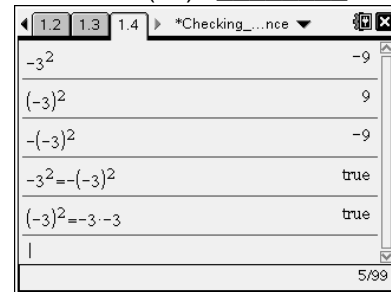 1.2 1.3 1.4 *Checking_...nce
-3² -9
(-3)² 9
-(-3)² -9
-3²=-(-3)² true
(-3)²=-3·-3 true
5/99